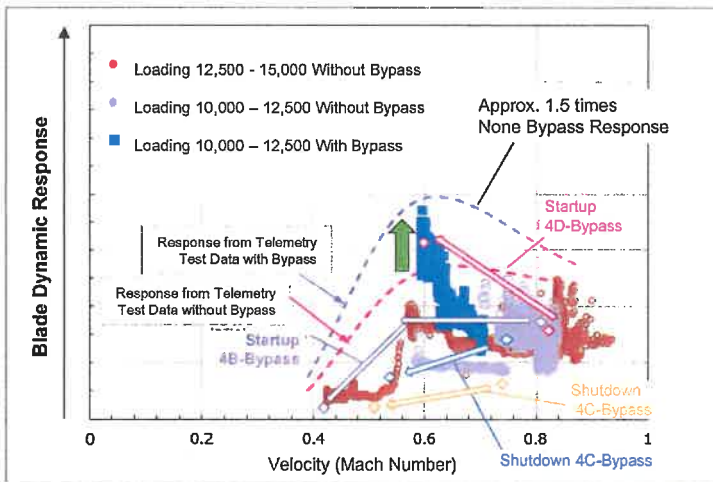 Blade Dynamic Response
Loading 12,500 - 15,000 Without Bypass
Loading 10,000 – 12,500 Without Bypass
Loading 10,000 – 12,500 With Bypass
Approx. 1.5 times
None Bypass Response
Startup
4D-Bypass
Response from Telemetry
Test Data with Bypass
Response from Telemetry
Test Data without Bypass
Startup
4B-Bypass
Shutdown
4C-Bypass
Shutdown 4C-Bypass
0
0.2
0.4
0.6
0.8
1
Velocity (Mach Number)